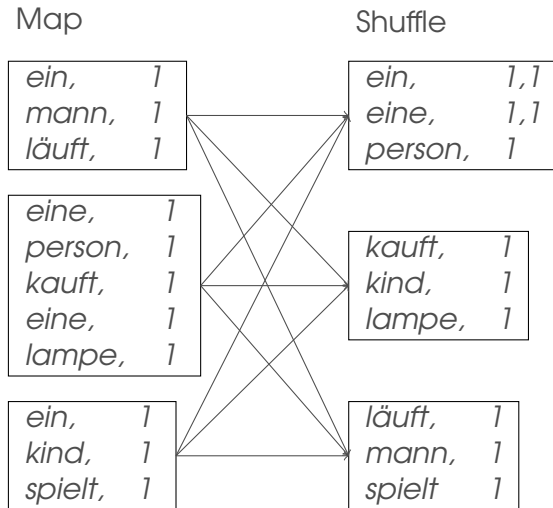 Map
ein, 1
mann, 1
läuft, 1
eine, 1
person, 1
kauft, 1
eine, 1
lampe, 1
ein, 1
kind, 1
spielt, 1
Shuffle
ein, 1,1
eine, 1,1
person, 1
kauft, 1
kind, 1
lampe, 1
läuft, 1
mann, 1
spielt 1